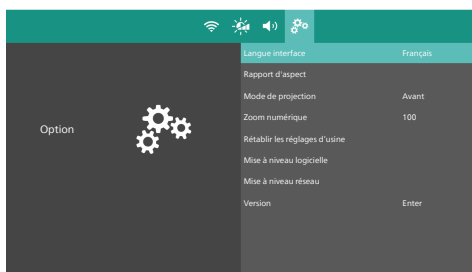 Option
Langue interface Français
Rapport d'aspect
Mode de projection Avant
Zoom numérique 100
Rétablir les réglages d'usine
Mise à niveau logicielle
Mise à niveau réseau
Version Enter